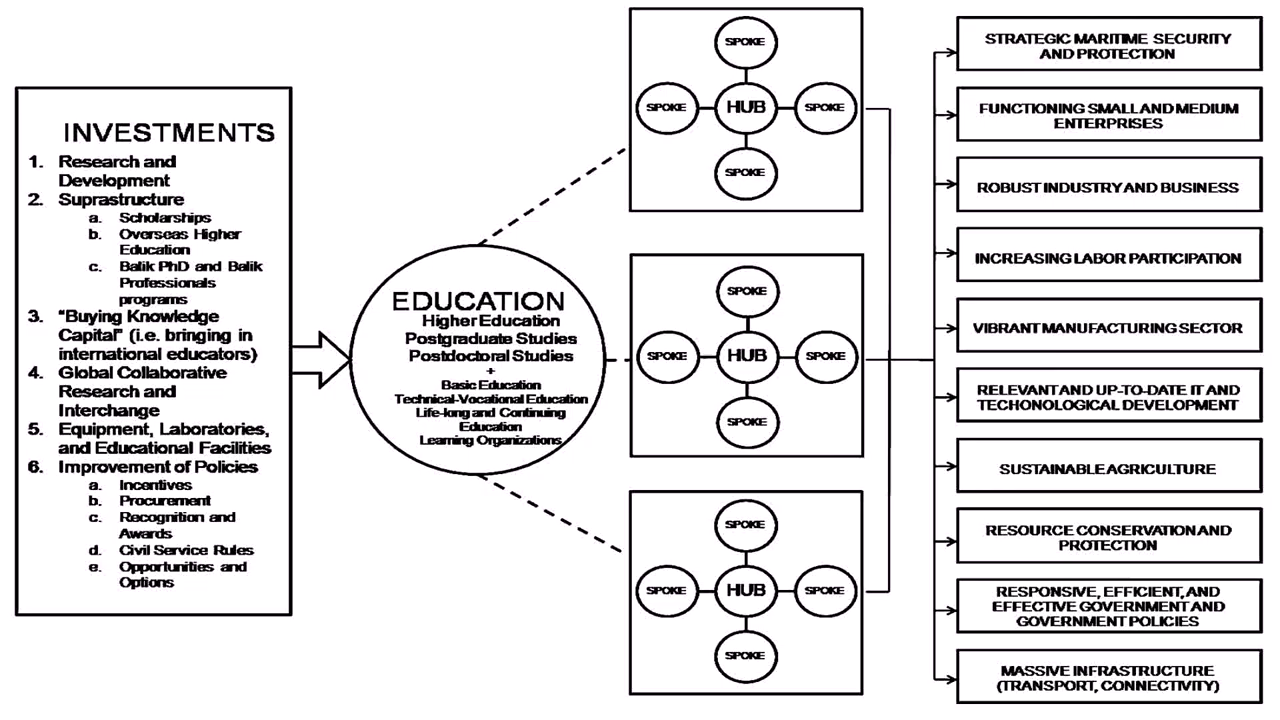 INVESTMENTS
1. Research and
Development
2. Suprastructure
a. Scholarships
b. Overseas Higher
Education
c. Balik PhD and Balik
Professionals
programs
3. "Buying Knowledge
Capital" (i.e. bringing in
international educators)
4. Global Collaborative
Research and
Interchange
5. Equipment, Laboratories,
and Educational Facilities
6. Improvement of Policies
a. Incentives
b. Procurement
c. Recognition and
Awards
d. Civil Service Rules
e. Opportunities and
Options
EDUCATION
Higher Education
Postgraduate Studies
Postdoctoral Studies
+
Basic Education
Technical-Vocational Education
Life-long and Continuing
Education
Learning Organizations
SPOKE
SPOKE HUB SPOKE
SPOKE
SPOKE
SPOKE HUB SPOKE
SPOKE
SPOKE
SPOKE HUB SPOKE
SPOKE
STRATEGIC MARITIME SECURITY
AND PROTECTION
FUNCTIONING SMALL AND MEDIUM
ENTERPRISES
ROBUST INDUSTRY AND BUSINESS
INCREASING LABOR PARTICIPATION
VIBRANT MANUFACTURING SECTOR
RELEVANT AND UP-TO-DATE IT AND
TECHONOLOGICAL DEVELOPMENT
SUSTAINABLE AGRICULTURE
RESOURCE CONSERVATION AND
PROTECTION
RESPONSIVE, EFFICIENT, AND
EFFECTIVE GOVERNMENT AND
GOVERNMENT POLICIES
MASSIVE INFRASTRUCTURE
(TRANSPORT, CONNECTIVITY)